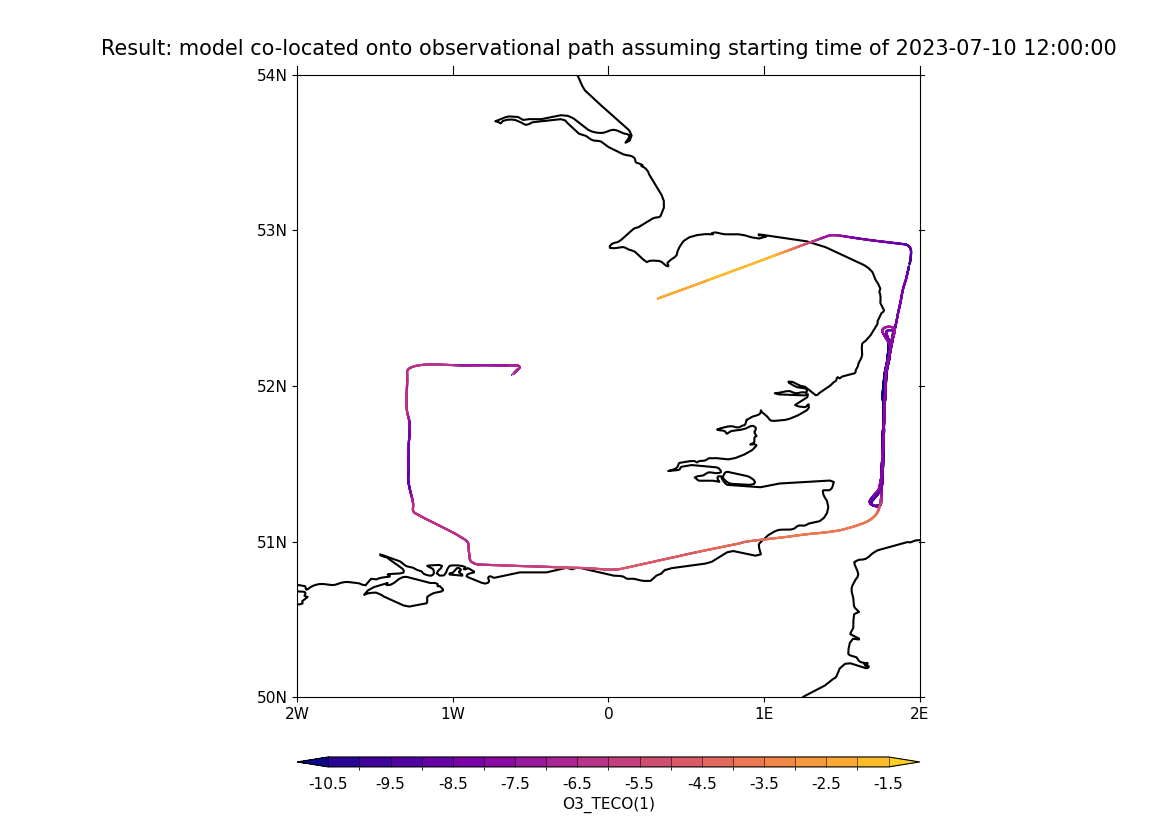 Result: model co-located onto observational path assuming starting time of 2023-07-10 12:00:00
54N
53N
52N
51N
50N
2W 1W 0 1E 2E
-10.5 -9.5 -8.5 -7.5 -6.5 -5.5 -4.5 -3.5 -2.5 -1.5
O3_TECO(1)